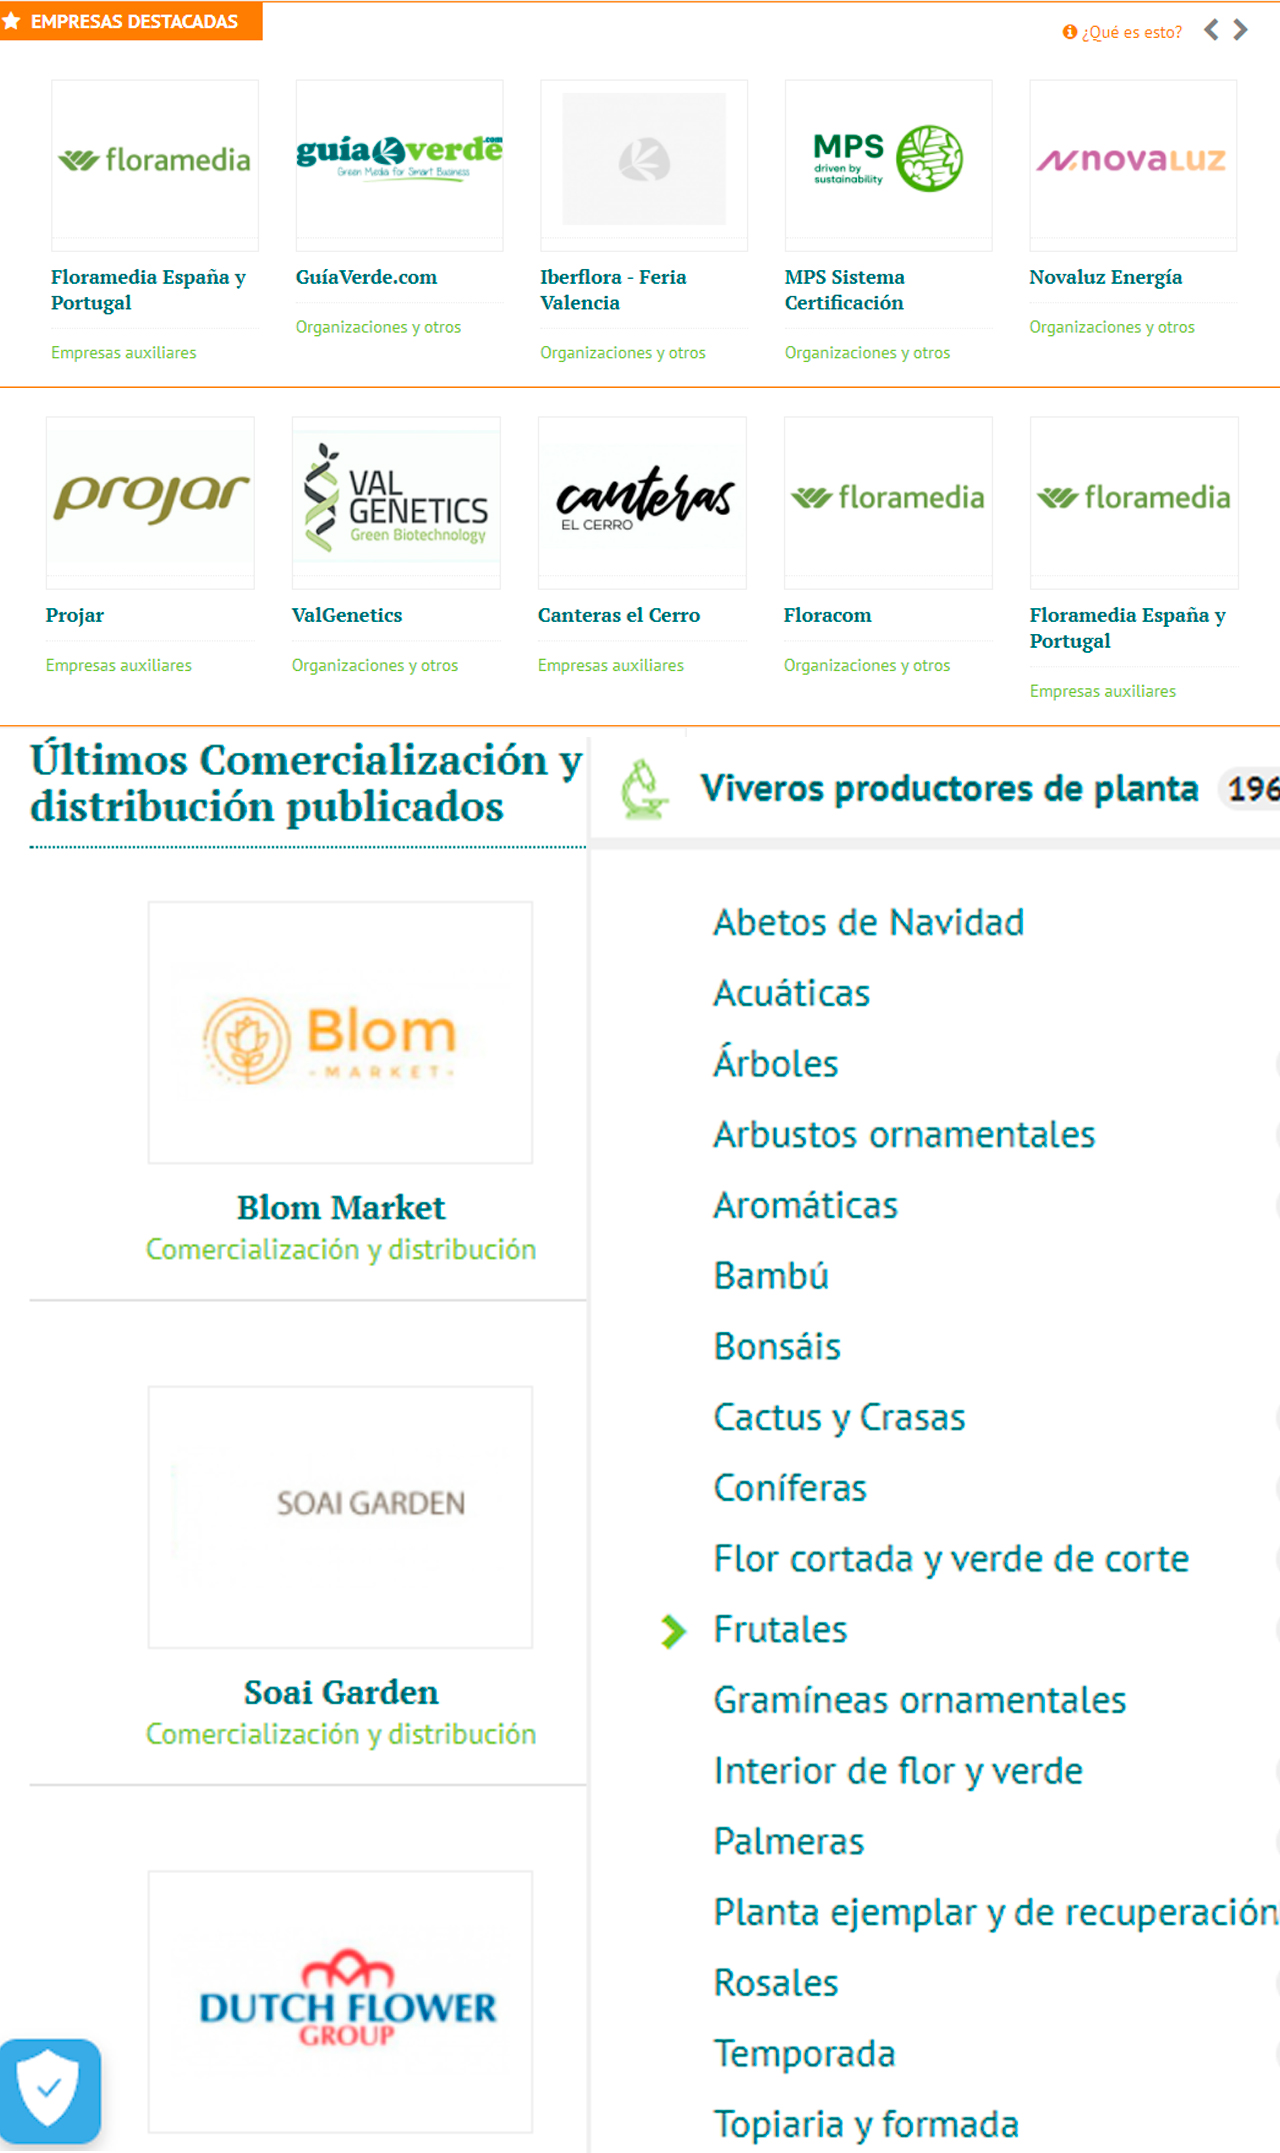 EMPRESAS DESTACADAS
¿Qué es esto?
floramedia
guía verde .com
Green Media for Smart Business
MPS
driven by
sustainability
novaluz
Floramedia España y
Portugal
Empresas auxiliares
GuíaVerde.com
Organizaciones y otros
Iberflora - Feria
Valencia
Organizaciones y otros
MPS Sistema
Certificación
Organizaciones y otros
Novaluz Energía
Organizaciones y otros
projar
VAL
GENETICS
Green Biotechnology
canteras
EL CERRO
floramedia
floramedia
Projar
Empresas auxiliares
ValGenetics
Organizaciones y otros
Canteras el Cerro
Empresas auxiliares
Floracom
Organizaciones y otros
Floramedia España y
Portugal
Empresas auxiliares
Últimos Comercialización y
distribución publicados
Blom
-MARKET-
Blom Market
Comercialización y distribución
SOAI GARDEN
Soai Garden
Comercialización y distribución
DUTCH FLOWER
GROUP
Viveros productores de planta 196
Abetos de Navidad
Acuáticas
Árboles
Arbustos ornamentales
Aromáticas
Bambú
Bonsáis
Cactus y Crasas
Coníferas
Flor cortada y verde de corte
Frutales
Gramíneas ornamentales
Interior de flor y verde
Palmeras
Planta ejemplar y de recuperación
Rosales
Temporada
Topiaria y formada